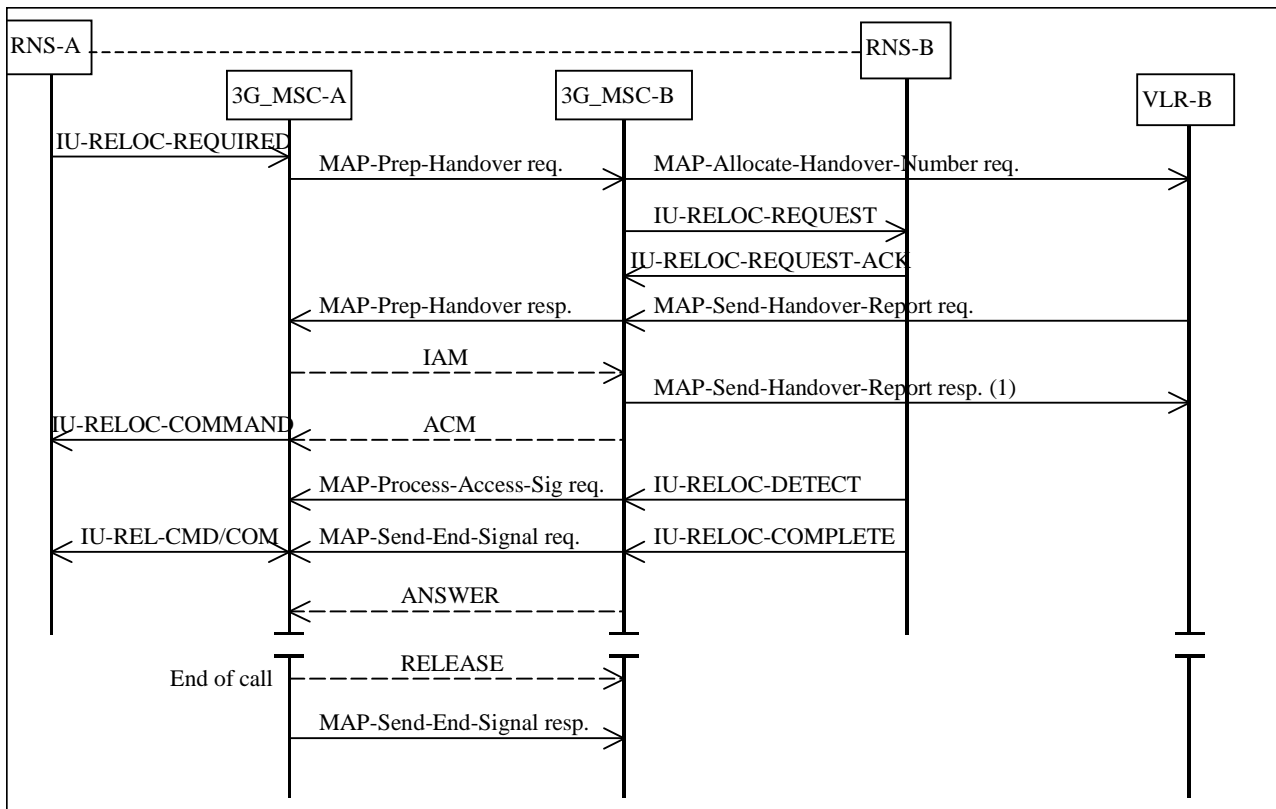 RNS-A
RNS-B
3G_MSC-A
3G_MSC-B
VLR-B
IU-RELOC-REQUIRED
MAP-Prep-Handover req.
MAP-Allocate-Handover-Number req.
IU-RELOC-REQUEST
IU-RELOC-REQUEST-ACK
MAP-Prep-Handover resp.
MAP-Send-Handover-Report req.
IAM
MAP-Send-Handover-Report resp. (1)
IU-RELOC-COMMAND
ACM
MAP-Process-Access-Sig req.
IU-RELOC-DETECT
IU-REL-CMD/COM
MAP-Send-End-Signal req.
IU-RELOC-COMPLETE
ANSWER
RELEASE
End of call
MAP-Send-End-Signal resp.